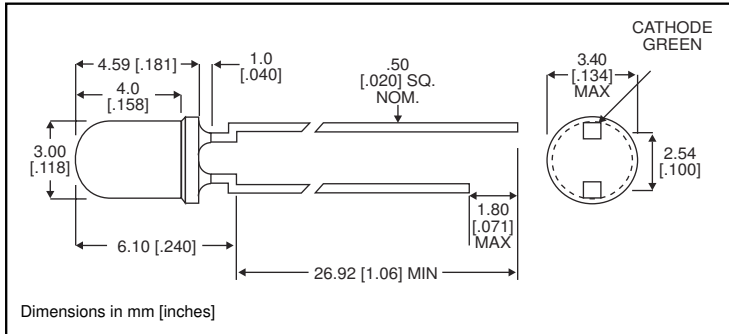 CATHODE
GREEN
4.59 [.181]
1.0
[.040]
.50
[.020] SQ.
NOM.
3.40
[.134]
MAX
4.0
[.158]
3.00
[.118]
2.54
[.100]
1.80
[.071]
MAX
6.10 [.240]
26.92 [1.06] MIN
Dimensions in mm [inches]